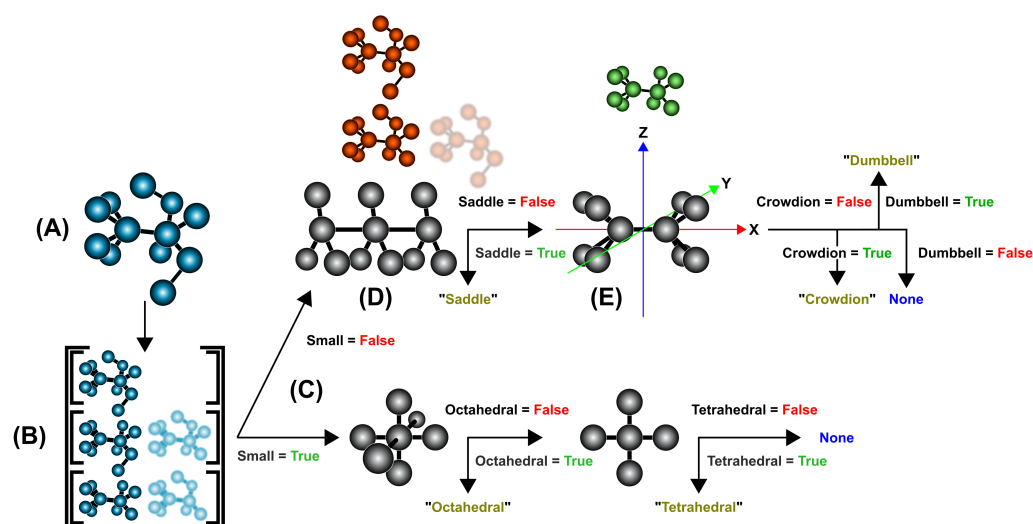 Z
"Dumbbell"
Y
Saddle = False
Crowdion = False
Dumbbell = True
(A)
X
Saddle = True
Crowdion = True
Dumbbell = False
(D)
"Saddle"
(E)
"Crowdion"
None
Small = False
(C)
Octahedral = False
Tetrahedral = False
(B)
None
Small = True
Octahedral = True
Tetrahedral = True
"Octahedral"
"Tetrahedral"